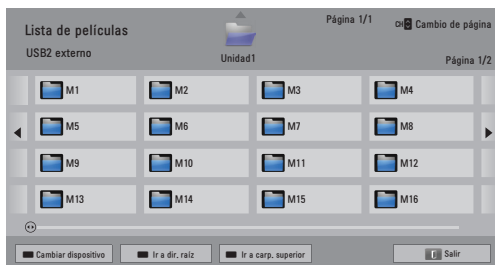 Lista de películas
USB2 externo
Unidad1
Página 1/1
CH Cambio de página
Página 1/2
M1 M2 M3 M4
M5 M6 M7 M8
M9 M10 M11 M12
M13 M14 M15 M16
Cambiar dispositivo Ir a dir. raíz Ir a carp. superior Salir